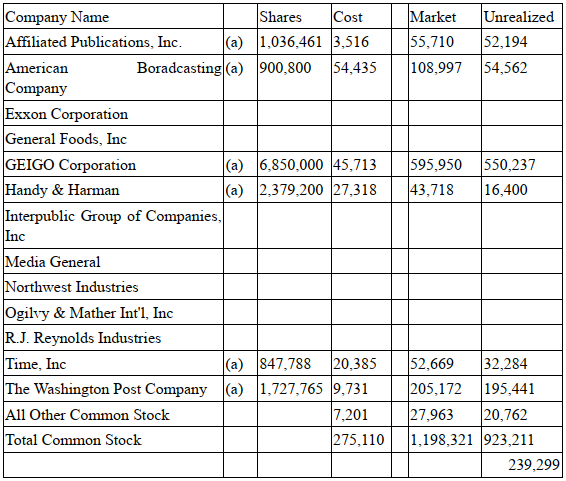 Company Name Shares Cost Market Unrealized
Affiliated Publications, Inc. (a) 1,036,461 3,516 55,710 52,194
American Boradcasting (a) 900,800 54,435 108,997 54,562
Company
Exxon Corporation
General Foods, Inc
GEIGO Corporation (a) 6,850,000 45,713 595,950 550,237
Handy & Harman (a) 2,379,200 27,318 43,718 16,400
Interpublic Group of Companies,
Inc
Media General
Northwest Industries
Ogilvy & Mather Int'l, Inc
R.J. Reynolds Industries
Time, Inc (a) 847,788 20,385 52,669 32,284
The Washington Post Company (a) 1,727,765 9,731 205,172 195,441
All Other Common Stock 7,201 27,963 20,762
Total Common Stock 275,110 1,198,321 923,211
239,299